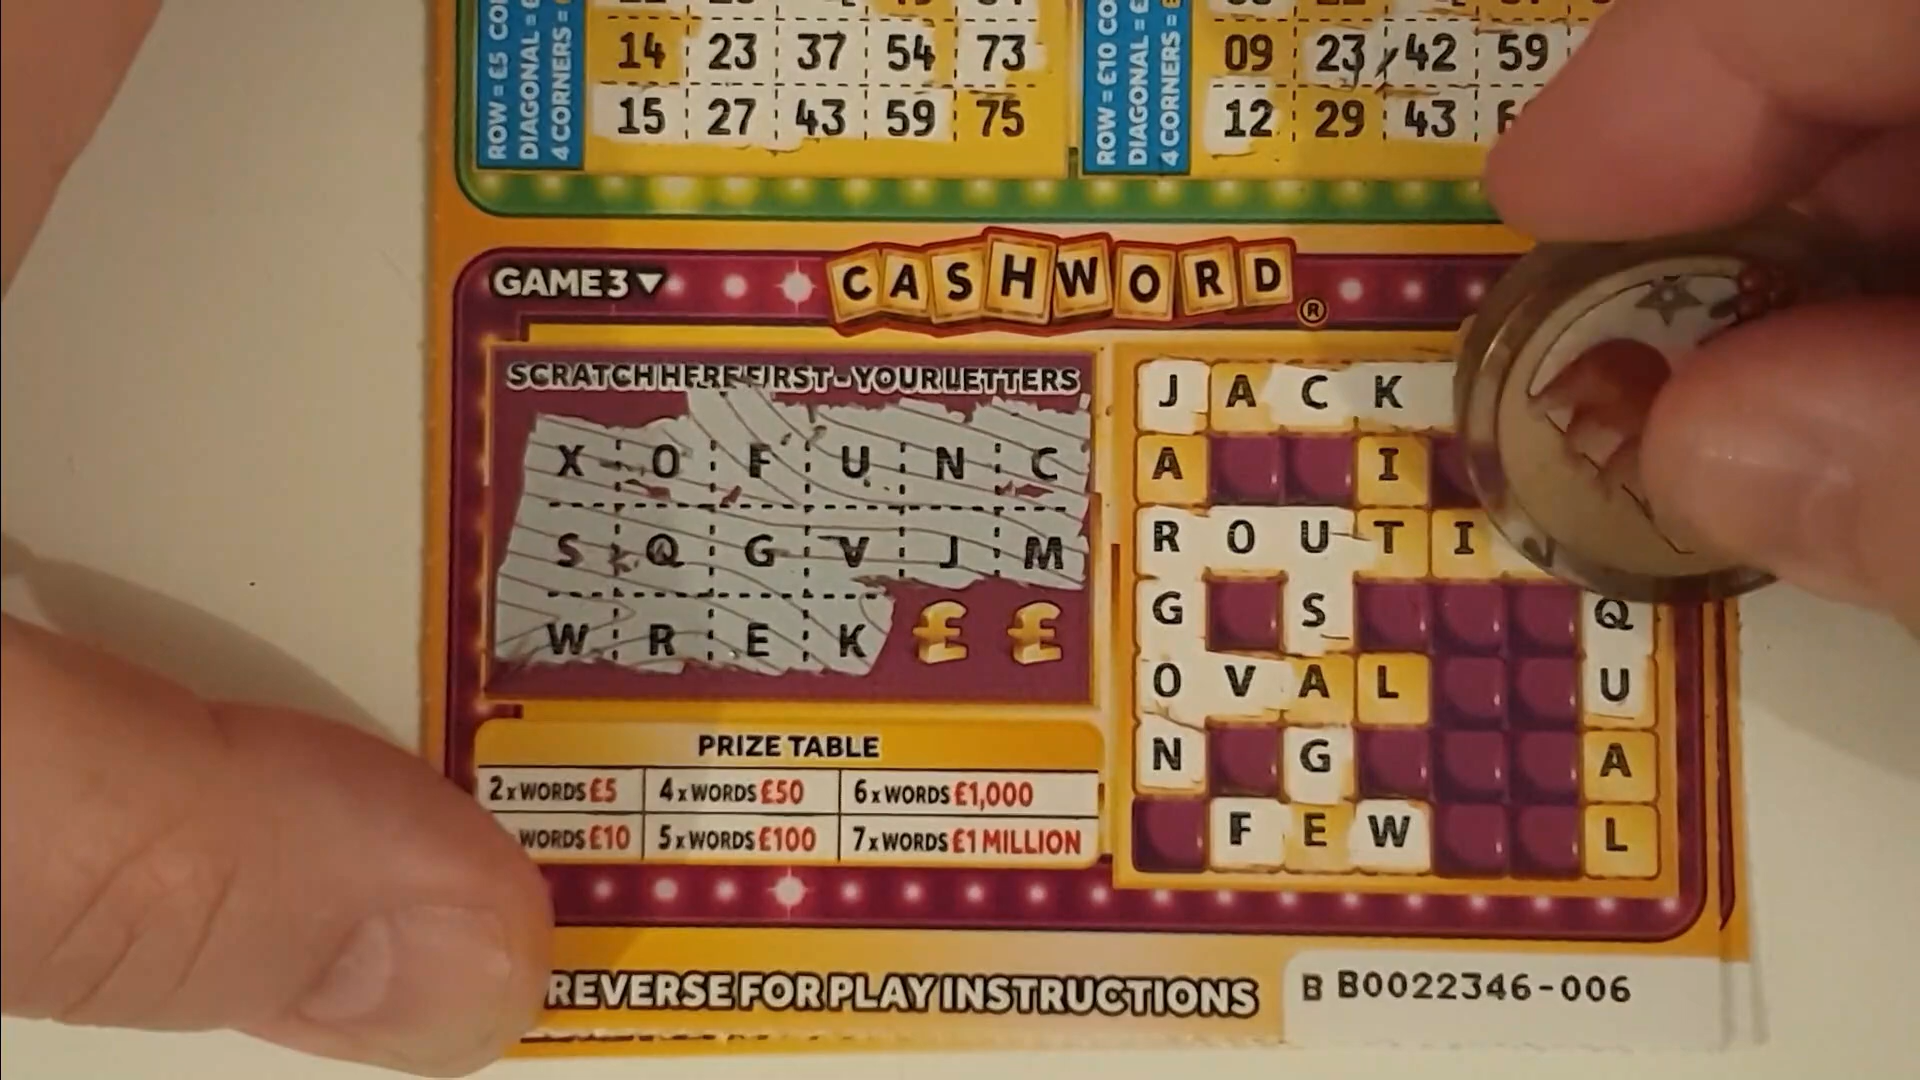 ROW = £5
DIAGONAL =
4 CORNERS =
14 23 37 54 73
15 27 43 59 75
ROW = £10
DIAGONAL = £
4 CORNERS =
09 23 42 59
12 29 43
GAME 3
CASHWORD®
SCRATCH HERE FIRST - YOUR LETTERS
X O F U N C
S Q G V J M
W R E K £ £
PRIZE TABLE
2 x WORDS £5 4 x WORDS £50 6 x WORDS £1,000
WORDS £10 5 x WORDS £100 7 x WORDS £1 MILLION
J A C K
A I
R O U T I
G S Q
O V A L U
N G A
F E W L
REVERSE FOR PLAY INSTRUCTIONS
B B0022346-006